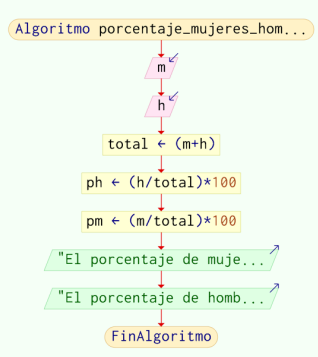 Algoritmo porcentaje_mujeres_hom...
m
h
total ← (m+h)
ph ← (h/total)*100
pm ← (m/total)*100
"El porcentaje de muje...
"El porcentaje de homb...
FinAlgoritmo